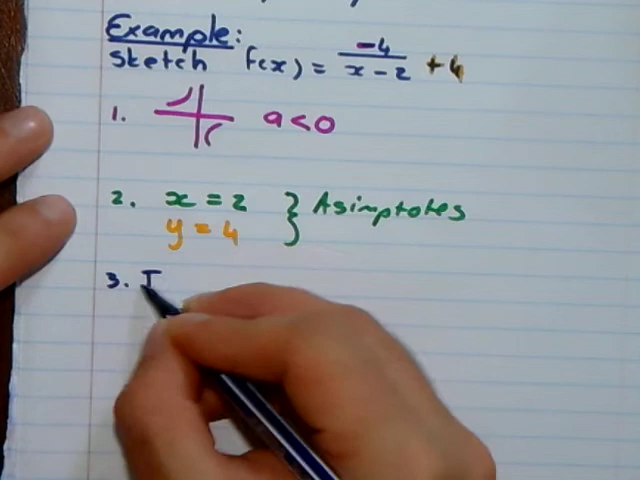 Example:
Sketch f(x) = -4 / x - 2 + 4
1. a < 0
2. x = 2
y = 4 } Asimptotes
3. I